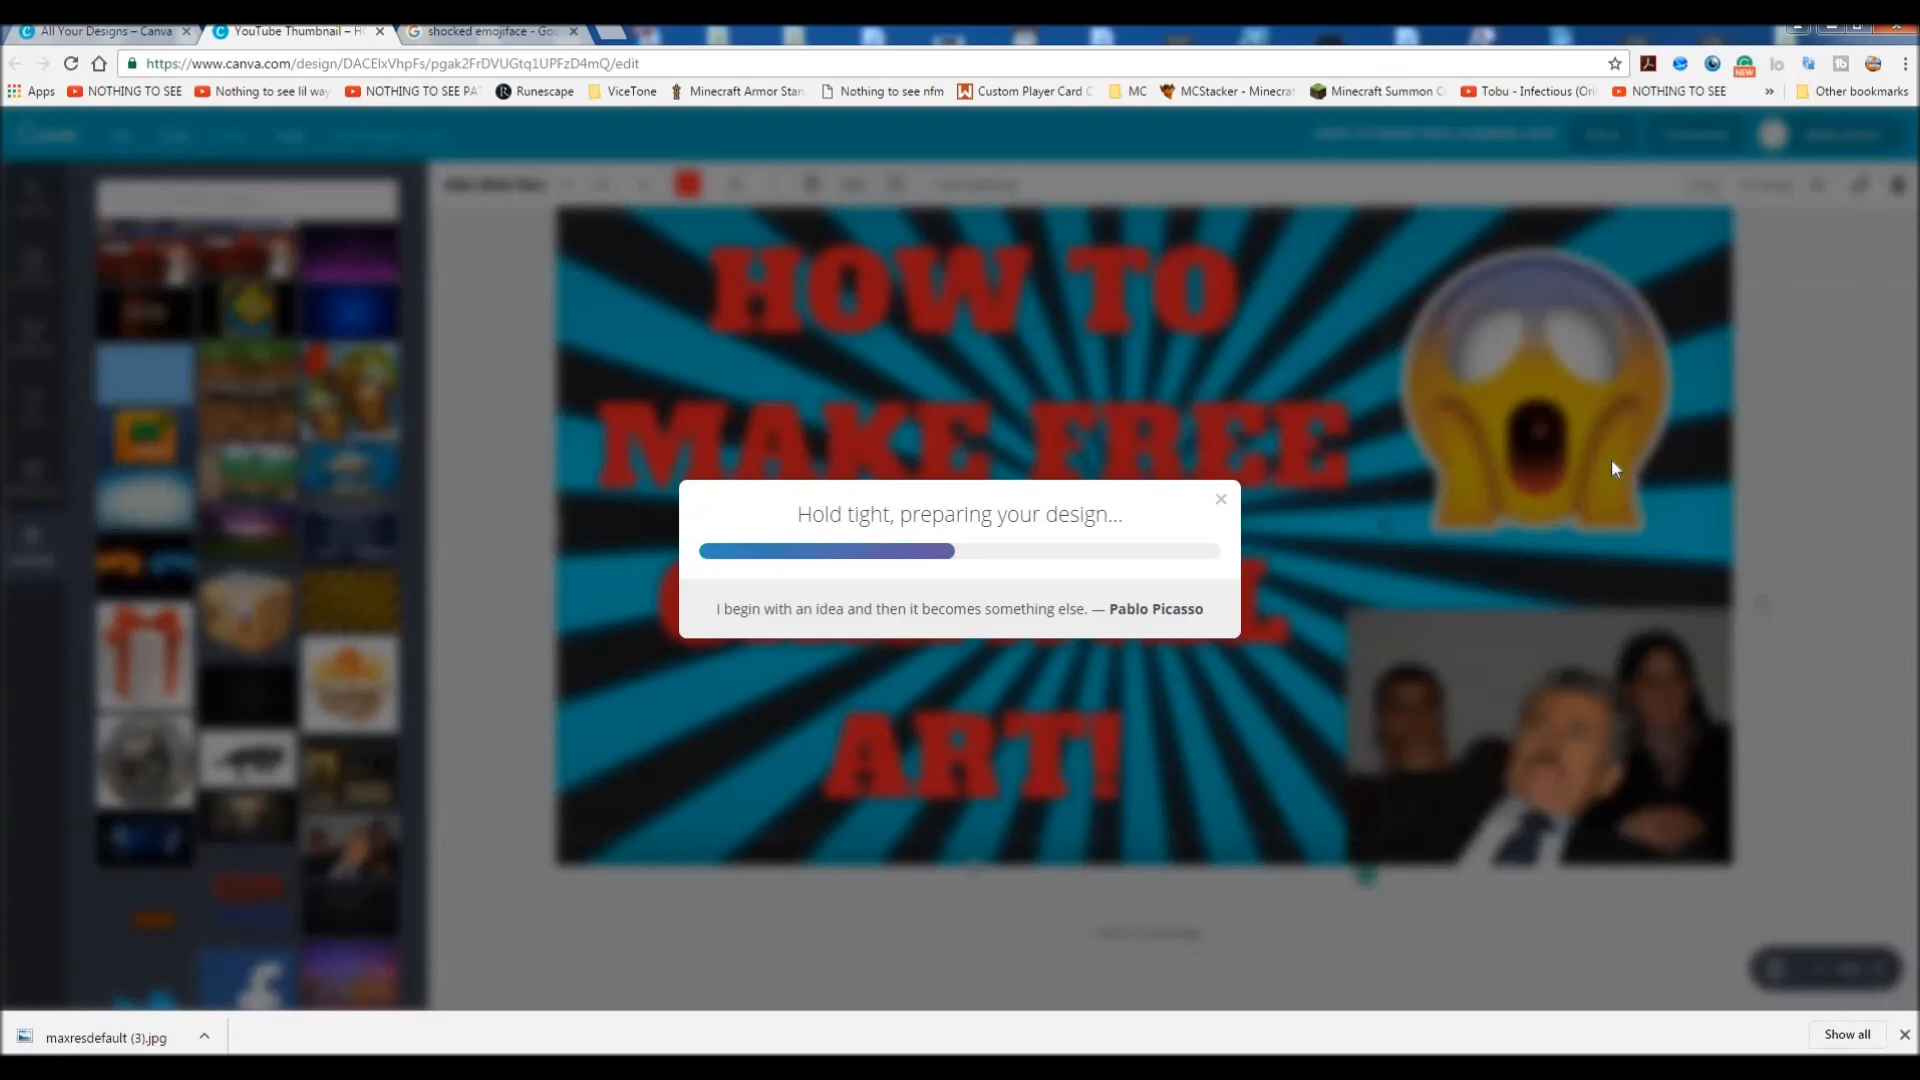 All Your Designs – Canva
YouTube Thumbnail – H
shocked emojiface - Goo
https://www.canva.com/design/DACElxVhpFs/pgak2FrDVUGtq1UPFzD4mQ/edit
NEW
Apps
NOTHING TO SEE
Nothing to see lil way
NOTHING TO SEE PA
Runescape
ViceTone
Minecraft Armor Stan
Nothing to see nfm
Custom Player Card C
MC
MCStacker - Minecraf
Minecraft Summon C
Tobu - Infectious (Ori
NOTHING TO SEE
Other bookmarks
HOW TO
MAKE FREE
Hold tight, preparing your design...
I begin with an idea and then it becomes something else. — Pablo Picasso
ART!
maxresdefault (3).jpg
Show all